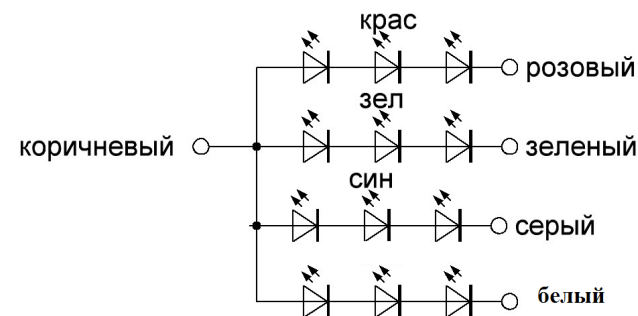 крас
розовый
зел
коричневый
зеленый
син
серый
белый